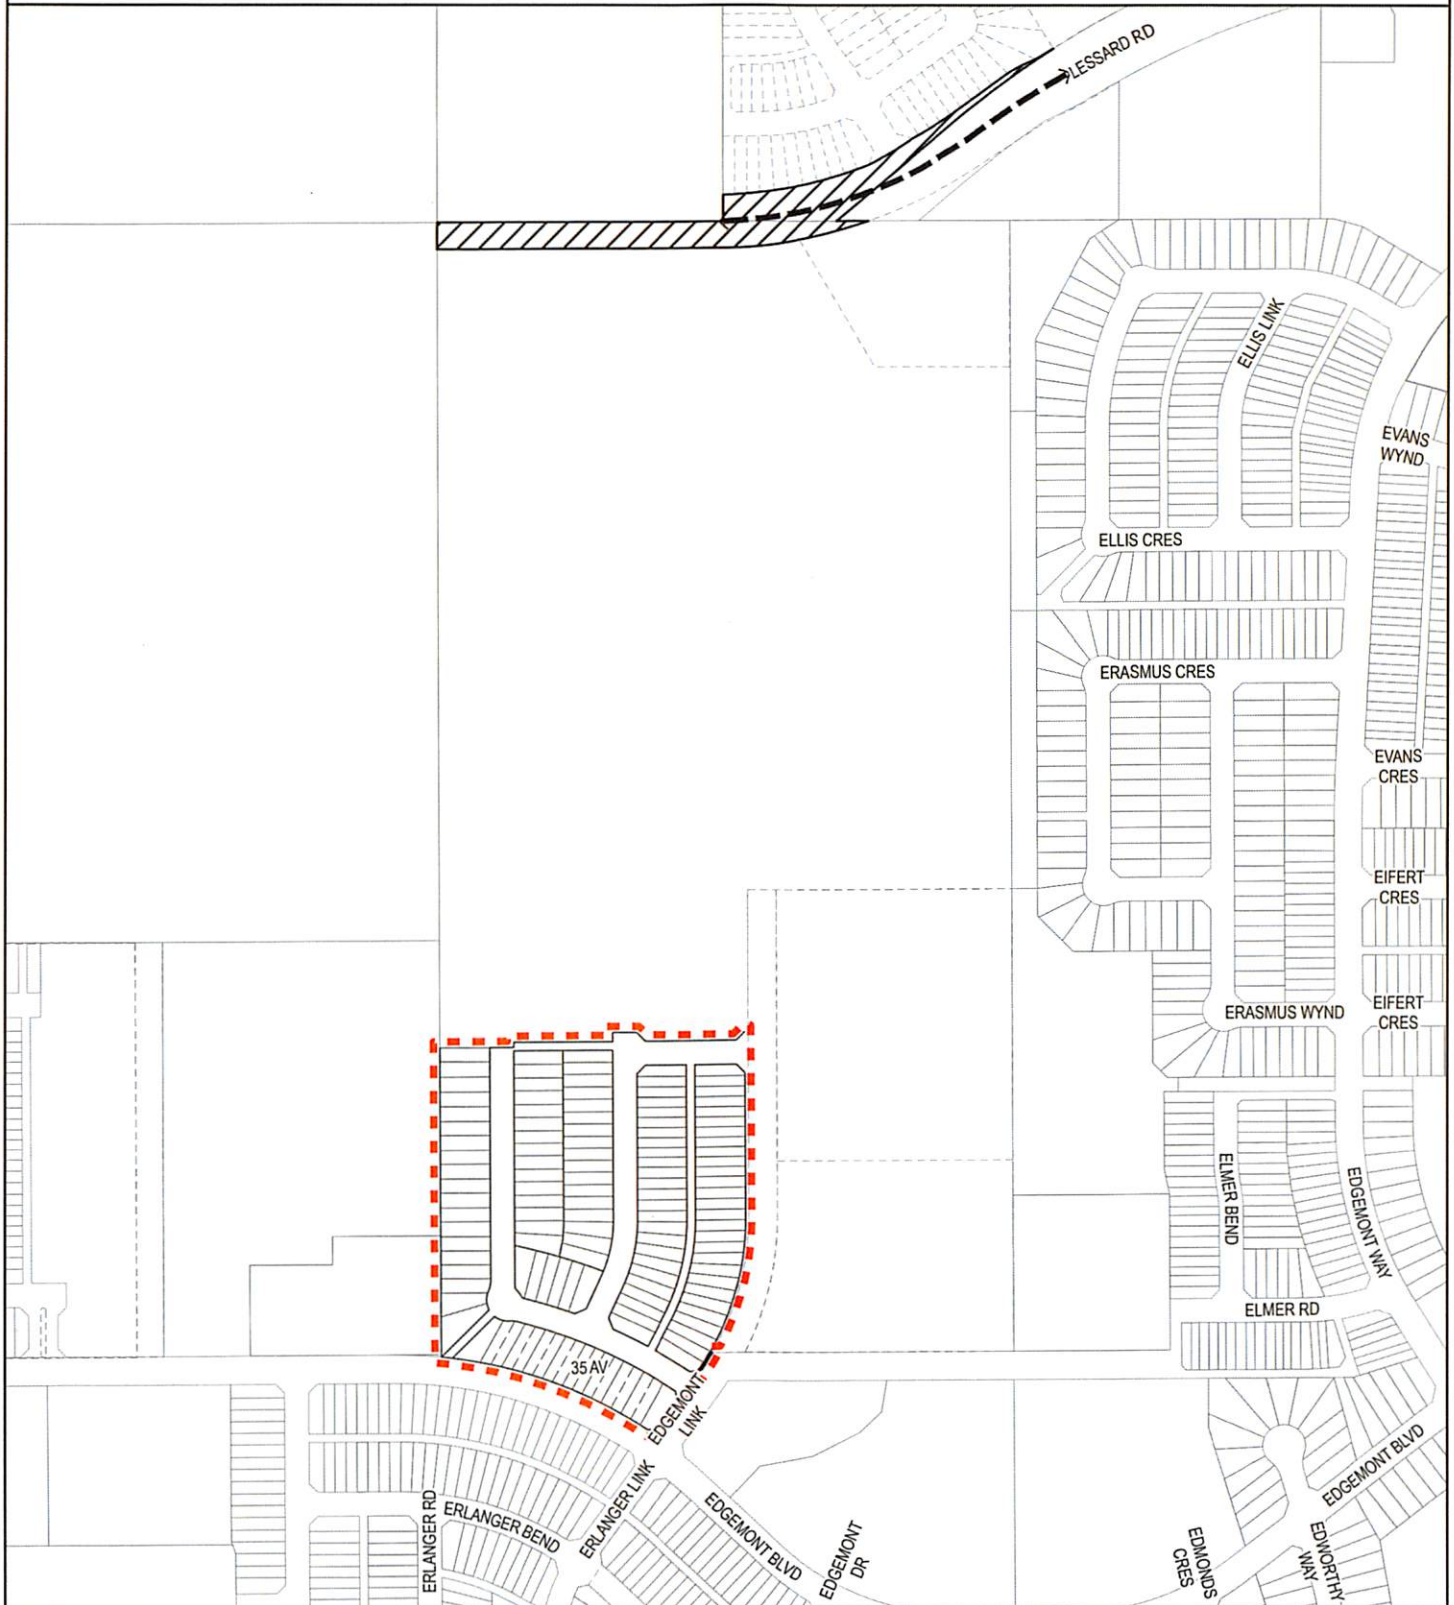 LESSARD RD
ELLIS LINK
EVANS
WYND
ELLIS CRES
ERASMUS CRES
EVANS
CRES
EIFERT
CRES
ERASMUS WYND
EIFERT
CRES
ELMER BEND
EDGEMONT WAY
ELMER RD
35 AV
EDGEMONT
LINK
EDGEMONT BLVD
ERLANGER RD
ERLANGER BEND
ERLANGER LINK
EDGEMONT BLVD
EDGEMONT
DR
EDMONDS
CRES
EDWORTHY
WAY